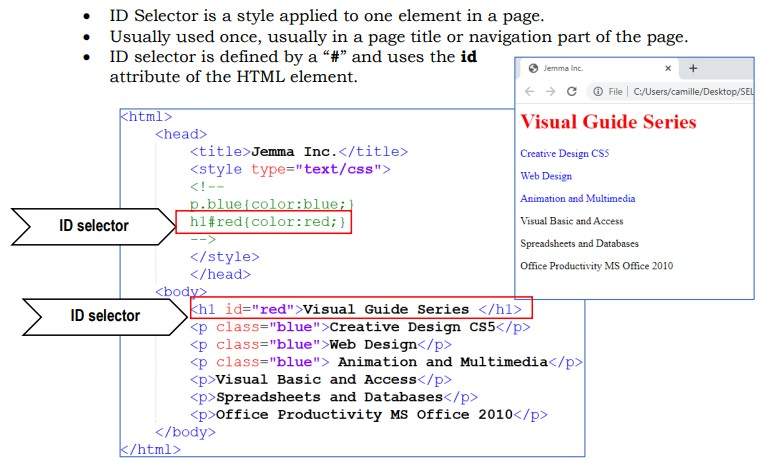 • ID Selector is a style applied to one element in a page.
• Usually used once, usually in a page title or navigation part of the page.
• ID selector is defined by a “#” and uses the id
attribute of the HTML element.
Jemma Inc. × +
File | C:/Users/camille/Desktop/SEL
Visual Guide Series
Creative Design CS5
Web Design
Animation and Multimedia
Visual Basic and Access
Spreadsheets and Databases
Office Productivity MS Office 2010
<html>
<head>
<title>Jemma Inc.</title>
<style type="text/css">
<!--
p.blue{color:blue;}
ID selector
h1#red{color:red;}
-->
</style>
</head>
<body>
ID selector
<h1 id="red">Visual Guide Series </h1>
<p class="blue">Creative Design CS5</p>
<p class="blue">Web Design</p>
<p class="blue"> Animation and Multimedia</p>
<p>Visual Basic and Access</p>
<p>Spreadsheets and Databases</p>
<p>Office Productivity MS Office 2010</p>
</body>
</html>